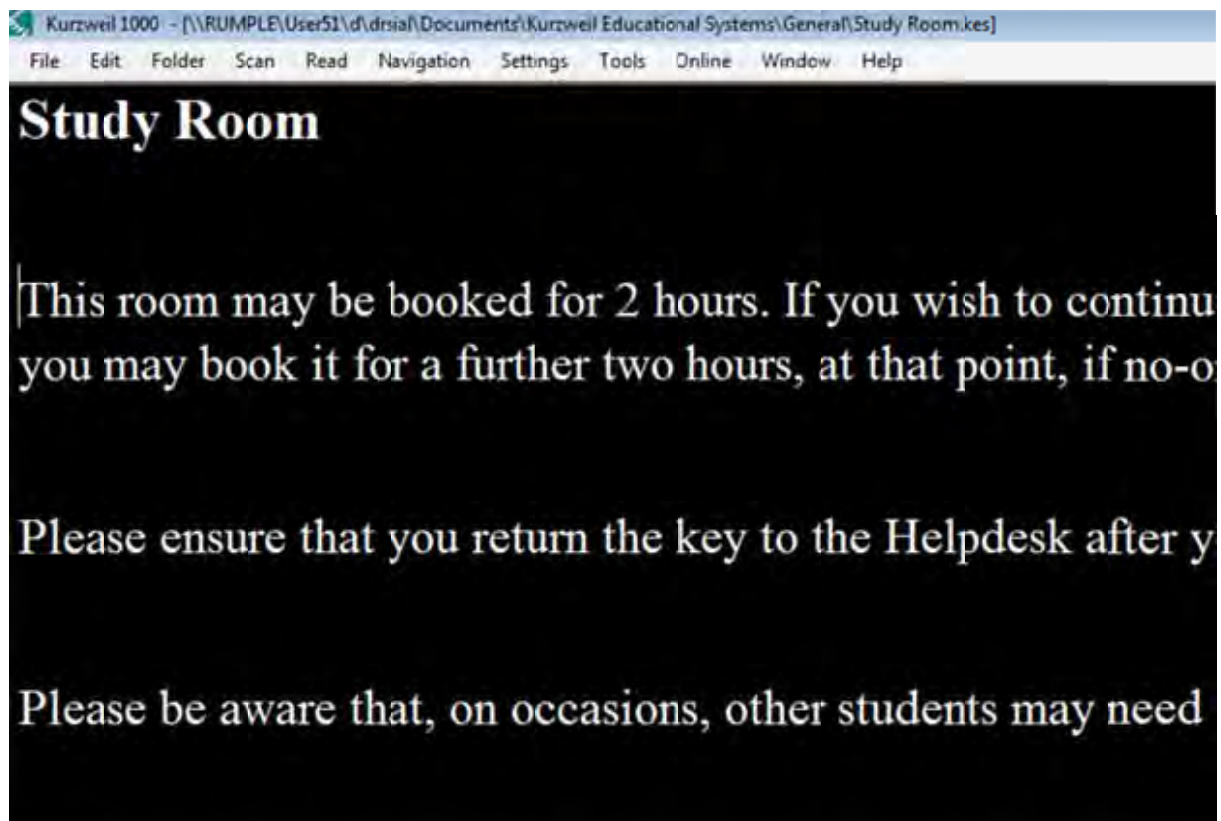 Kurzweil 1000 - [\\RUMPLE\User51\d\drsial\Documents\Kurzweil Educational Systems\General\Study Room.kes]
File Edit Folder Scan Read Navigation Settings Tools Online Window Help
Study Room
This room may be booked for 2 hours. If you wish to continu
you may book it for a further two hours, at that point, if no-o
Please ensure that you return the key to the Helpdesk after y
Please be aware that, on occasions, other students may need